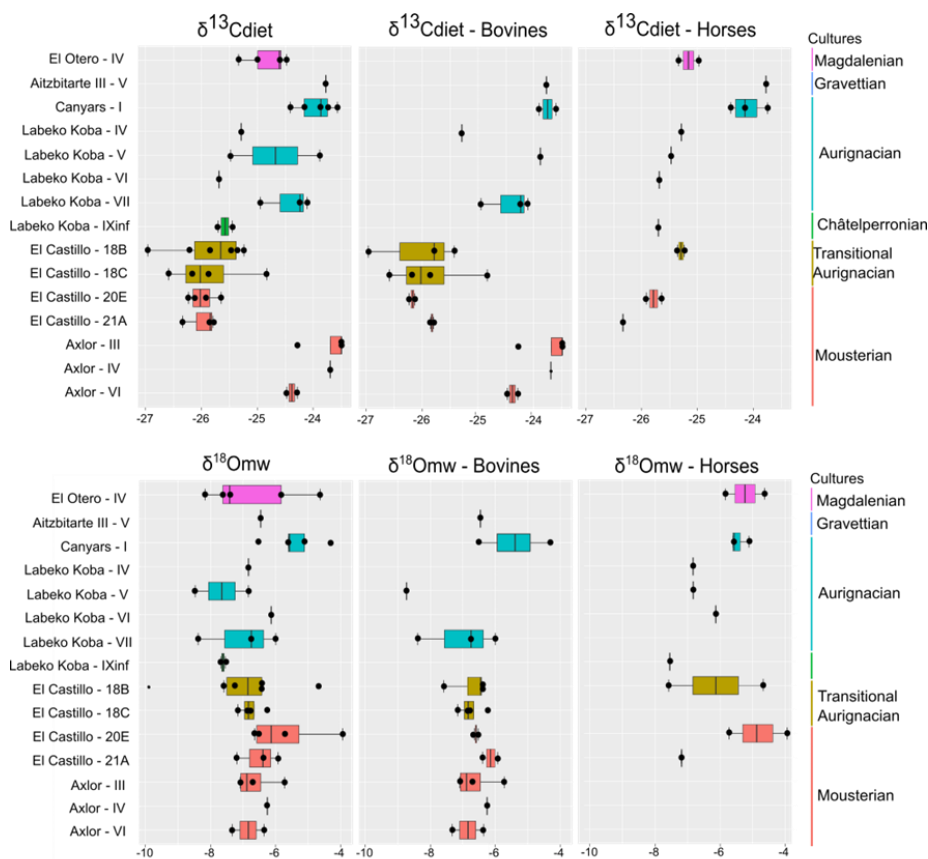 δ13Cdiet
δ13Cdiet - Bovines
δ13Cdiet - Horses
Cultures
El Otero - IV
Aitzbitarte III - V
Canyars - I
Labeko Koba - IV
Labeko Koba - V
Labeko Koba - VI
Labeko Koba - VII
Labeko Koba - IXinf
El Castillo - 18B
El Castillo - 18C
El Castillo - 20E
El Castillo - 21A
Axlor - III
Axlor - IV
Axlor - VI
Magdalenian
Gravettian
Aurignacian
Châtelperronian
Transitional
Aurignacian
Mousterian
-27 -26 -25 -24
-27 -26 -25 -24
-27 -26 -25 -24
δ18Omw
δ18Omw - Bovines
δ18Omw - Horses
Cultures
El Otero - IV
Aitzbitarte III - V
Canyars - I
Labeko Koba - IV
Labeko Koba - V
Labeko Koba - VI
Labeko Koba - VII
Labeko Koba - IXinf
El Castillo - 18B
El Castillo - 18C
El Castillo - 20E
El Castillo - 21A
Axlor - III
Axlor - IV
Axlor - VI
Magdalenian
Gravettian
Aurignacian
Transitional
Aurignacian
Mousterian
-10 -8 -6 -4
-10 -8 -6 -4
-10 -8 -6 -4